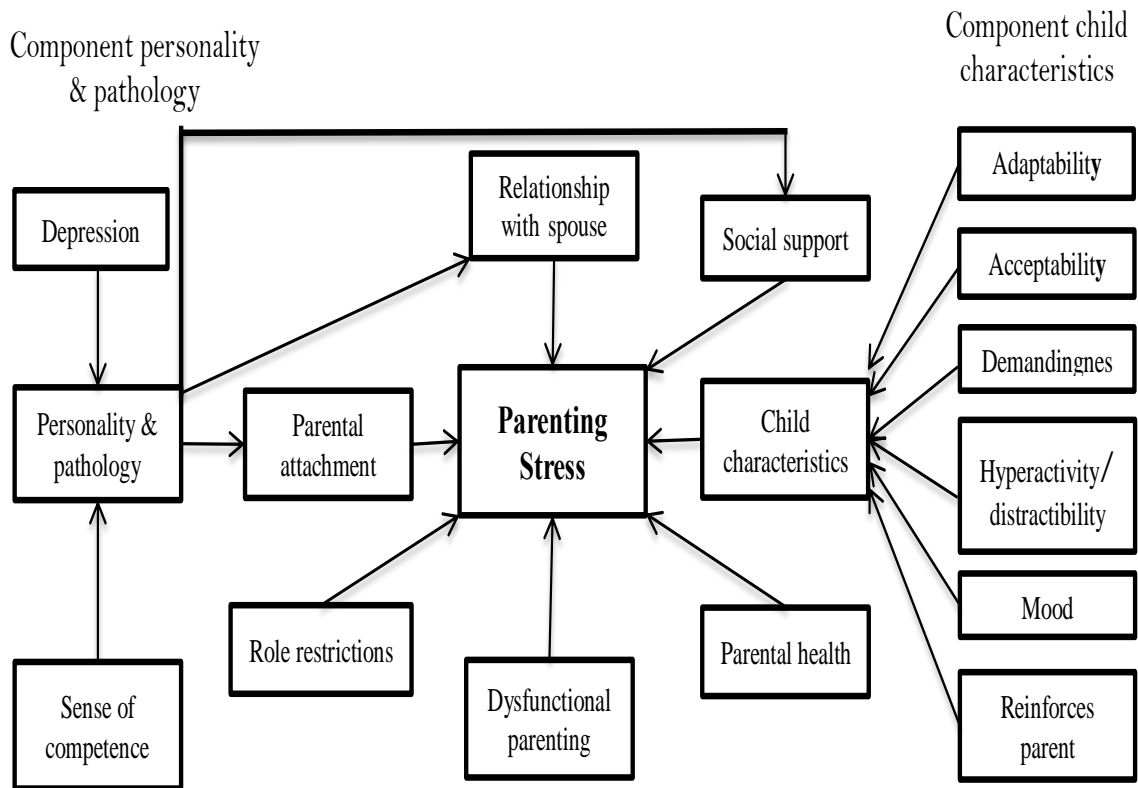 Component personality
& pathology
Component child
characteristics
Depression
Relationship
with spouse
Social support
Adaptability
Acceptability
Demandingnes
Personality &
pathology
Parental
attachment
Parenting
Stress
Child
characteristics
Hyperactivity/
distractibility
Role restrictions
Dysfunctional
parenting
Parental health
Mood
Sense of
competence
Reinforces
parent